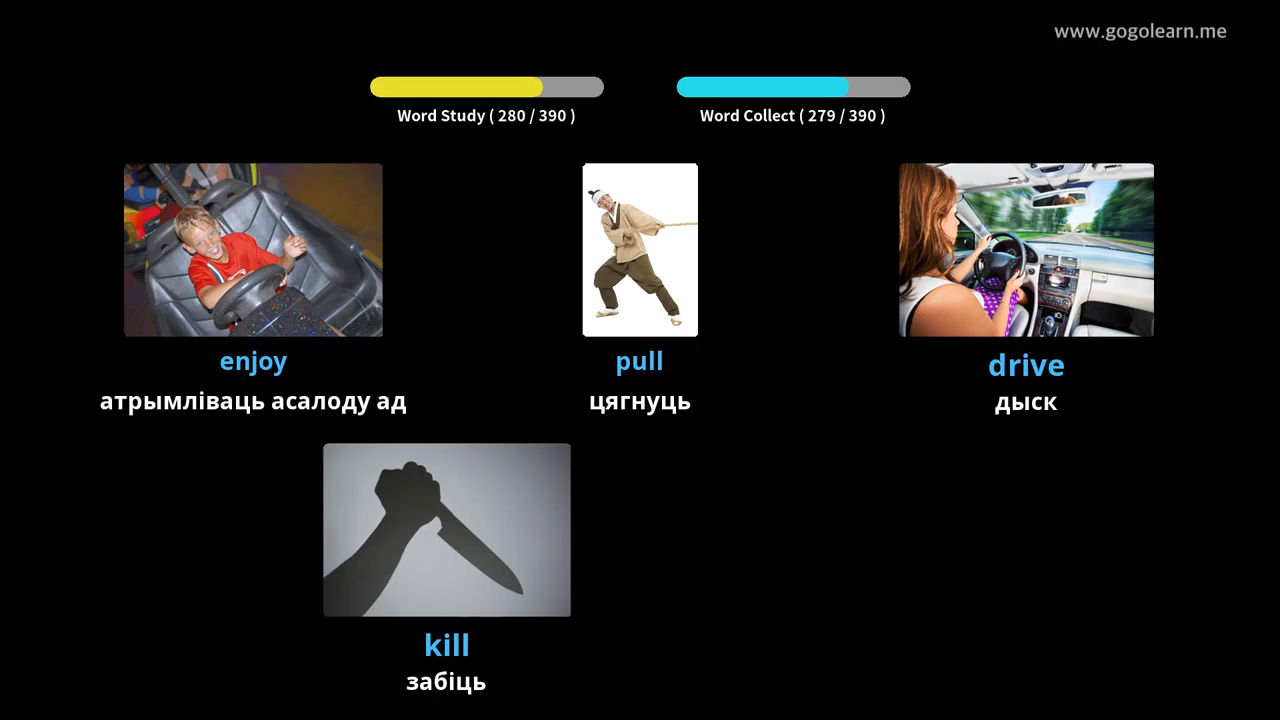 www.gogolearn.me
Word Study ( 280 / 390 )
Word Collect ( 279 / 390 )
enjoy
атрымліваць асалоду ад
pull
цягнуць
drive
дыск
kill
забіць